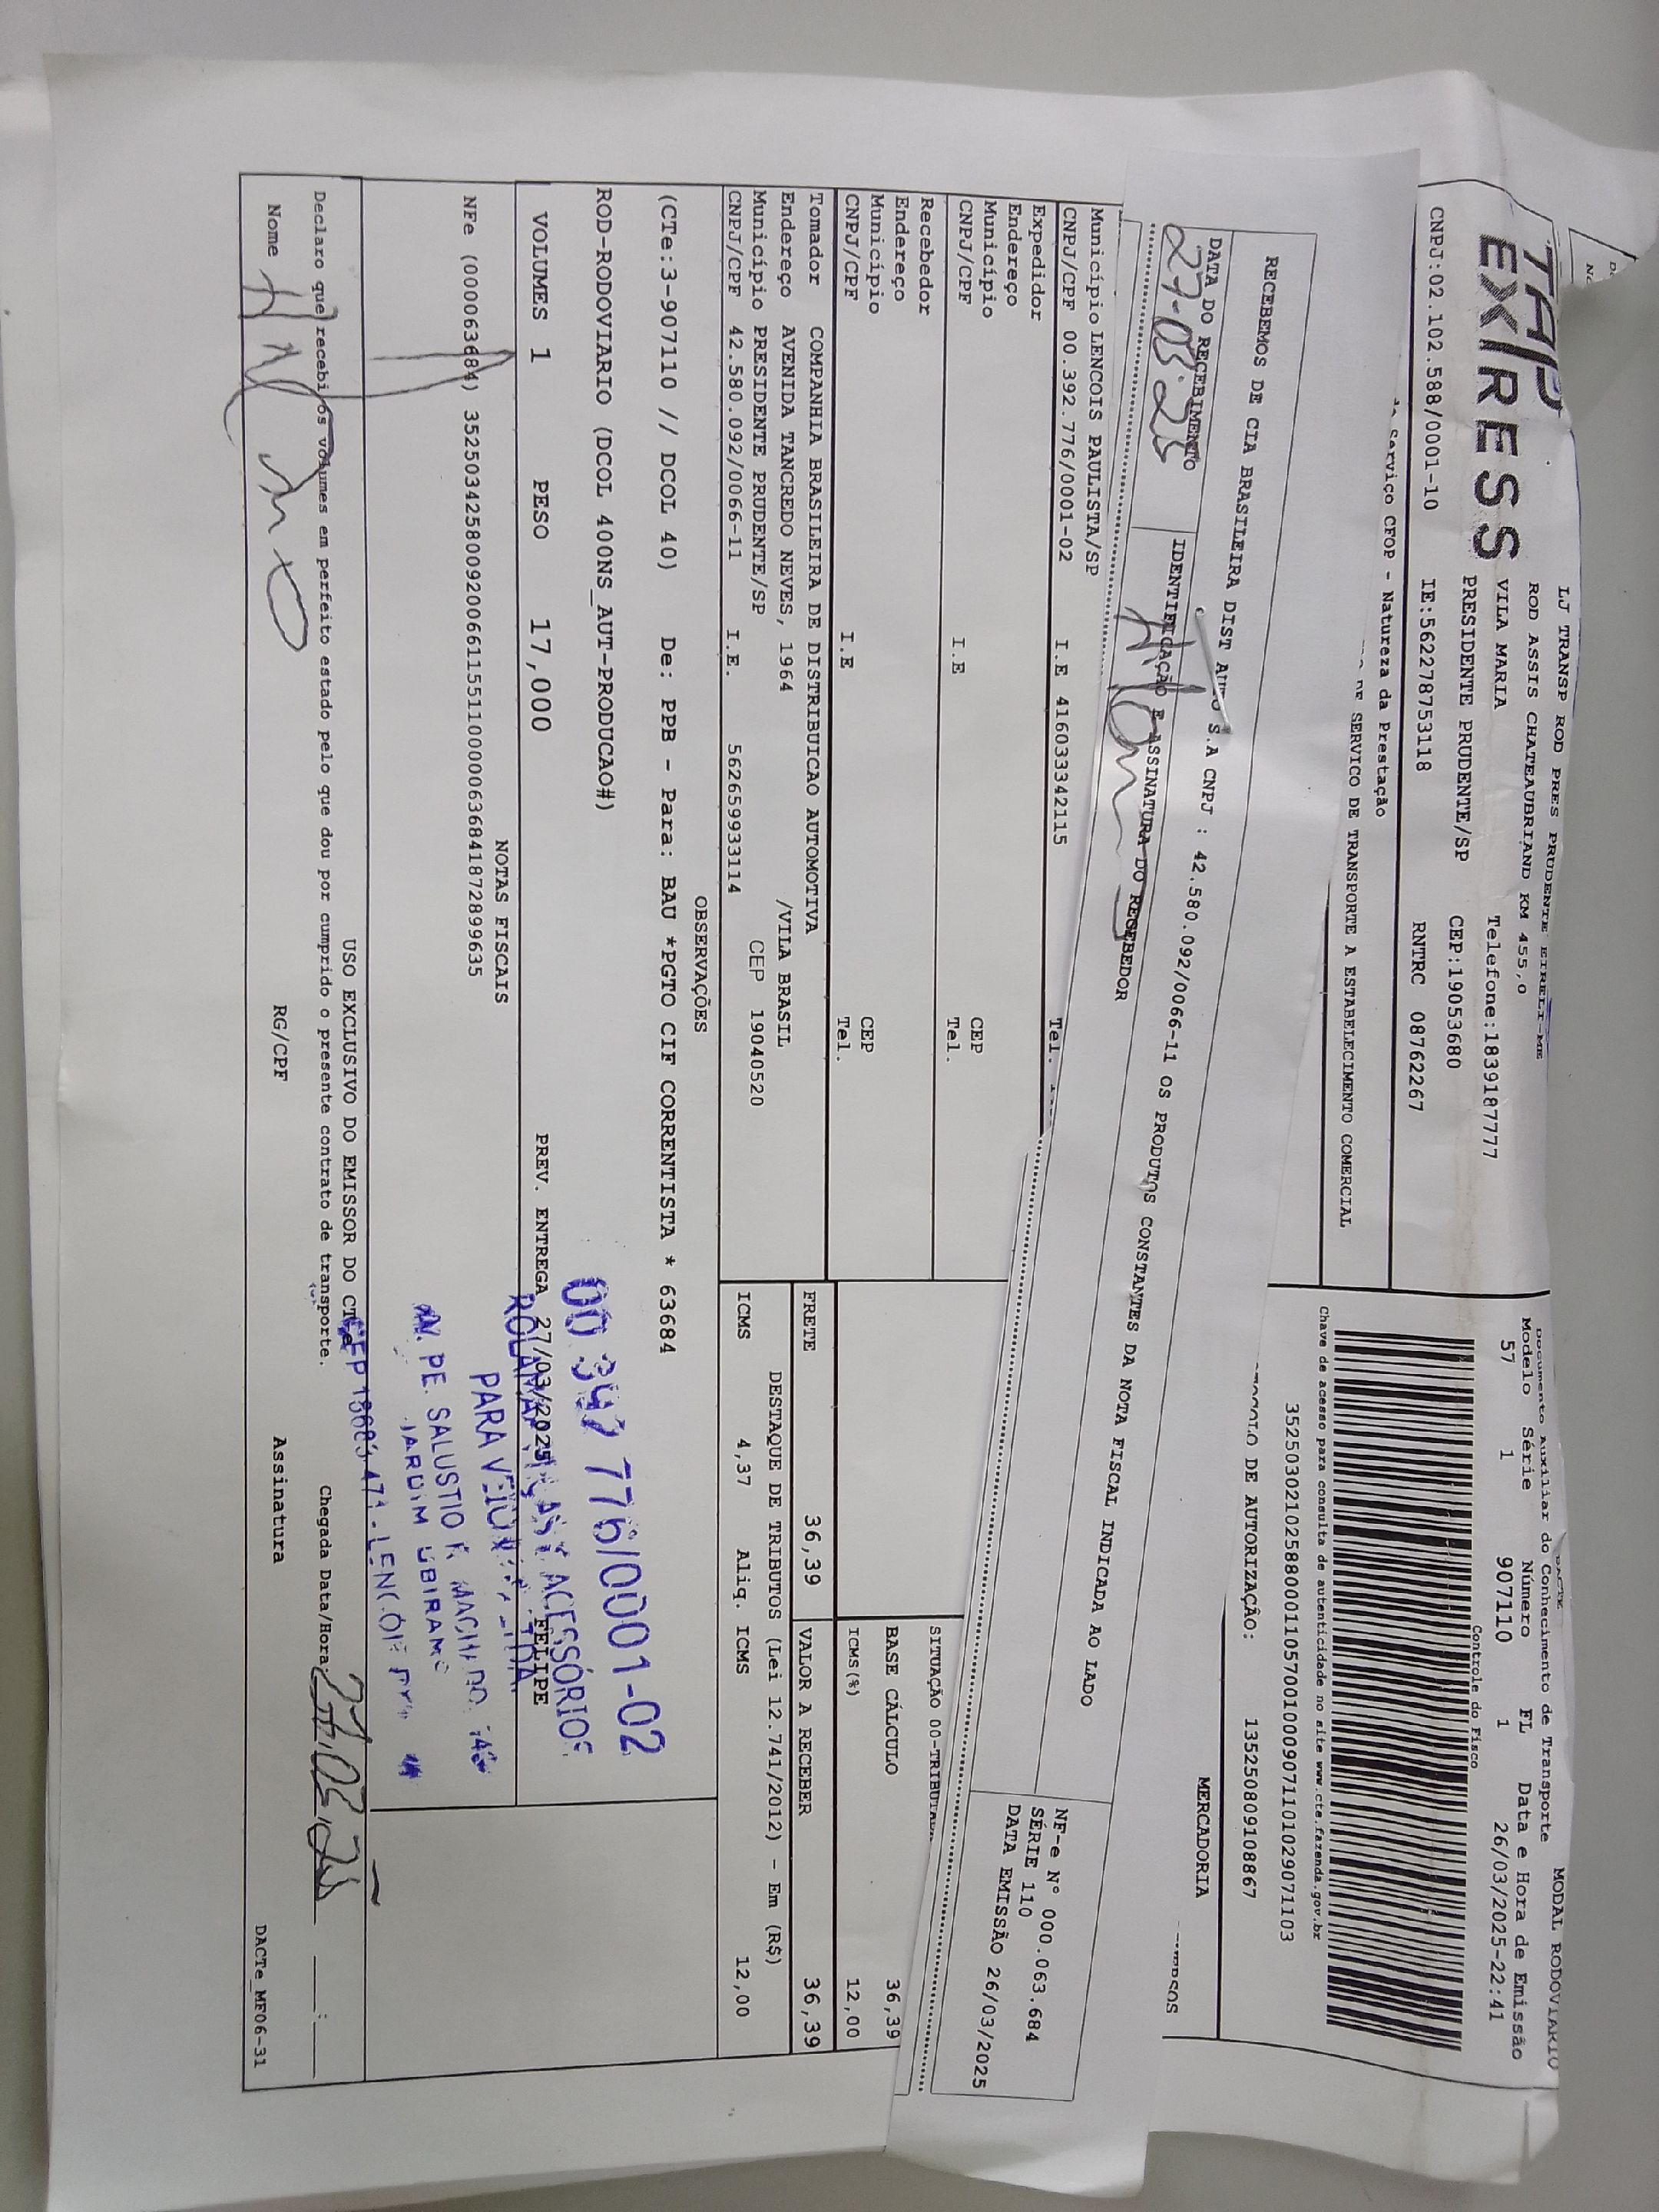 TAP
EXPRESS
LJ TRANSP ROD PRES PRUDENTE EIRELI-ME
ROD ASSIS CHATEAUBRIAND KM 455,0
VILA MARIA Telefone:1839187777
PRESIDENTE PRUDENTE/SP CEP:19053680
CNPJ:02.102.588/0001-10 IE:562278753118 RNTRC 08762267
Documento Auxiliar do Conhecimento de Transporte
MODAL RODOVIARIO
Modelo Série Número FL Data e Hora de Emissão
57 1 907110 1 26/03/2025-22:41
Controle do Fisco
Chave de acesso para consulta de autenticidade no site www.cte.fazenda.gov.br
DE SERVICO DE TRANSPORTE A ESTABELECIMENTO COMERCIAL
Serviço CFOP - Natureza da Prestação
DE AUTORIZAÇÃO: 135250809108867
MERCADORIA
RECEBEMOS DE CIA BRASILEIRA DIST AUTO S.A CNPJ : 42.580.092/0066-11 OS PRODUTOS CONSTANTES DA NOTA FISCAL INDICADA AO LADO
DATA DO RECEBIMENTO IDENTIFICAÇÃO E ASSINATURA DO RECEBEDOR
27-03-25
NF-e Nº 000.063.684
SÉRIE 110
DATA EMISSÃO 26/03/2025
Município LENCOIS PAULISTA/SP
CNPJ/CPF 00.392.776/0001-02 I.E 416033342115 Tel.
Expedidor
Endereço
Município CEP
CNPJ/CPF I.E Tel.
Recebedor
Endereço
Município CEP
CNPJ/CPF I.E Tel.
SITUAÇÃO 00-TRIBUTA
BASE CÁLCULO 36,39
ICMS(%) 12,00
Tomador COMPANHIA BRASILEIRA DE DISTRIBUICAO AUTOMOTIVA
Endereço AVENIDA TANCREDO NEVES, 1964 /VILA BRASIL
Município PRESIDENTE PRUDENTE/SP CEP 19040520
CNPJ/CPF 42.580.092/0066-11 I.E. 562659933114
FRETE 36,39 VALOR A RECEBER 36,39
DESTAQUE DE TRIBUTOS (Lei 12.741/2012) - Em (R$)
ICMS 4,37 Aliq. ICMS 12,00
OBSERVAÇÕES
(CTe:3-907110 // DCOL 40) De: PPB - Para: BAU *PGTO CIF CORRENTISTA * 63684
ROD-RODOVIARIO (DCOL 400NS_AUT-PRODUCAO#)
VOLUMES 1 PESO 17,000 PREV. ENTREGA 27/03/2025 FELIPE
NOTAS FISCAIS
NFe (000063684)
776/0001-02
ACESSÓRIOS
PARA
PE. SALUSTIO
JARDIM UBIRAMA
USO EXCLUSIVO DO EMISSOR DO CTe
Declaro que recebi os volumes em perfeito estado pelo que dou por cumprido o presente contrato de transporte. Chegada Data/Hora: 27/03/25
Nome RG/CPF Assinatura
DACTe_MF06-31